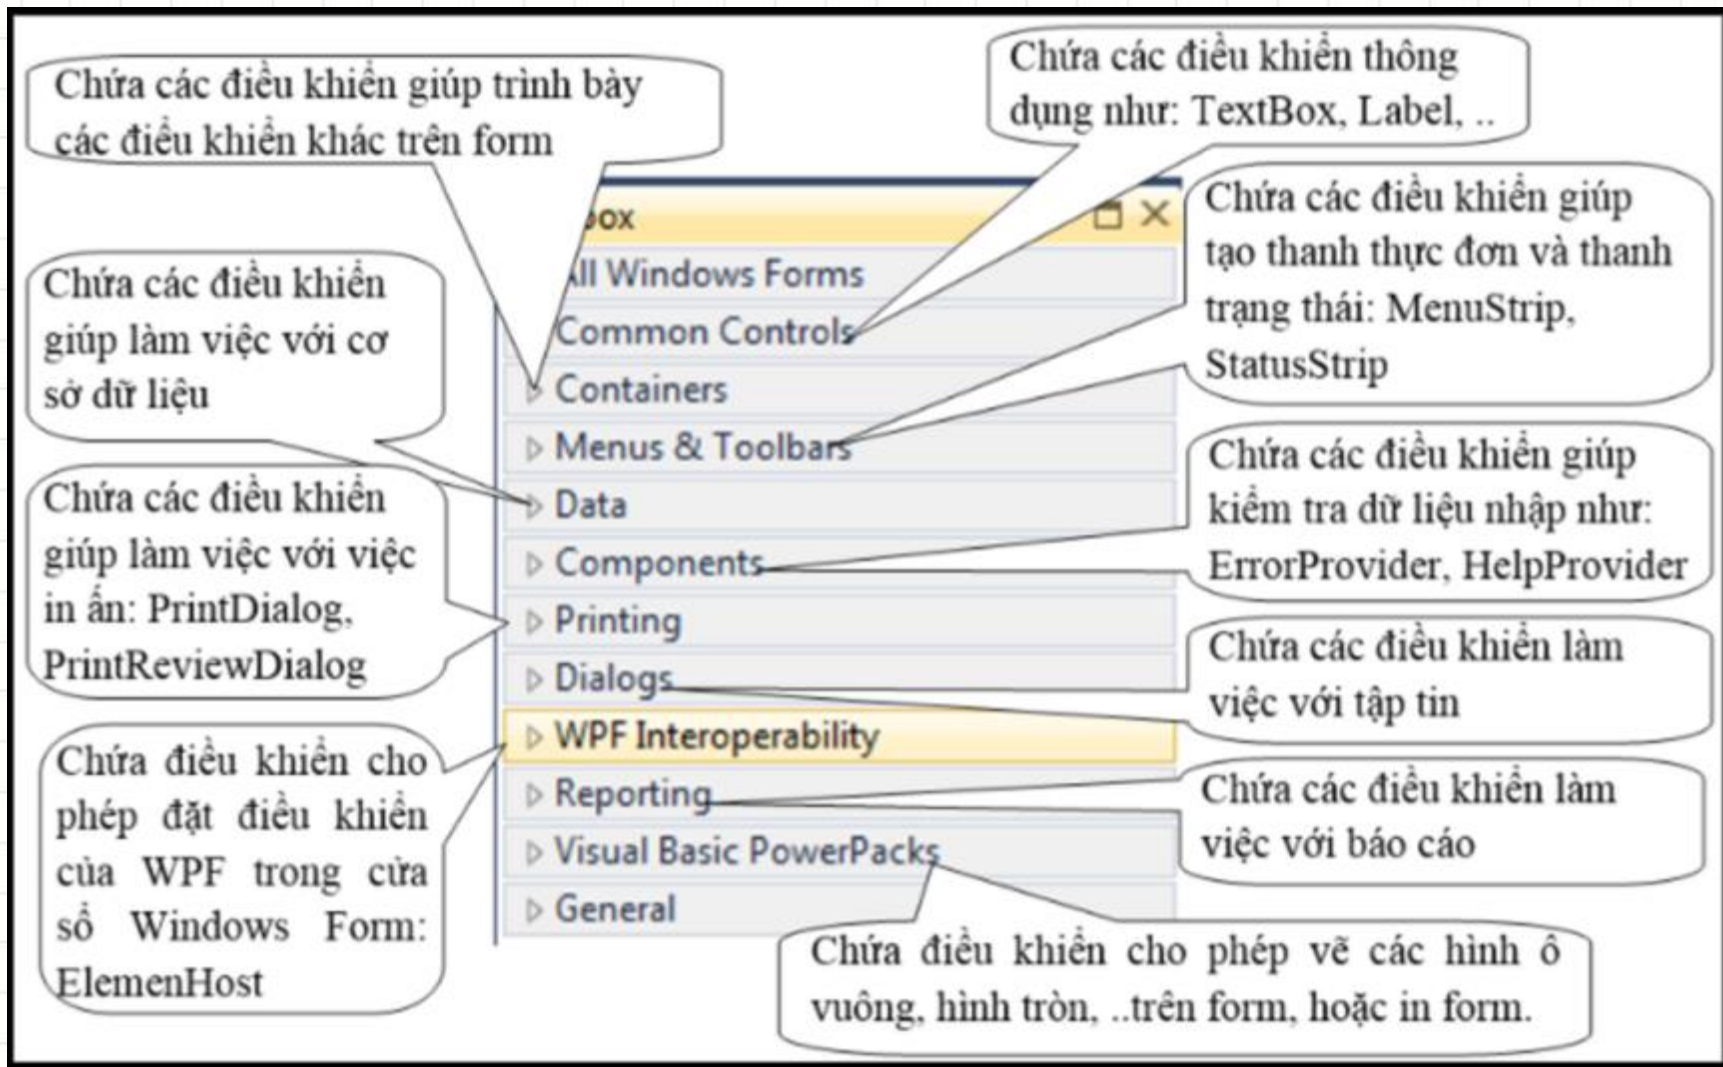 Chứa các điều khiển giúp trình bày
các điều khiển khác trên form
Chứa các điều khiển thông
dụng như: TextBox, Label, ..
Chứa các điều khiển giúp
tạo thanh thực đơn và thanh
trạng thái: MenuStrip,
StatusStrip
Chứa các điều khiển
giúp làm việc với cơ
sở dữ liệu
Chứa các điều khiển
giúp làm việc với việc
in ấn: PrintDialog,
PrintReviewDialog
Chứa điều khiển cho
phép đặt điều khiển
của WPF trong cửa
sổ Windows Form:
ElemenHost
box
All Windows Forms
Common Controls
Containers
Menus & Toolbars
Data
Components
Printing
Dialogs
WPF Interoperability
Reporting
Visual Basic PowerPacks
General
Chứa các điều khiển giúp
kiểm tra dữ liệu nhập như:
ErrorProvider, HelpProvider
Chứa các điều khiển làm
việc với tập tin
Chứa các điều khiển làm
việc với báo cáo
Chứa điều khiển cho phép vẽ các hình ô
vuông, hình tròn, ..trên form, hoặc in form.